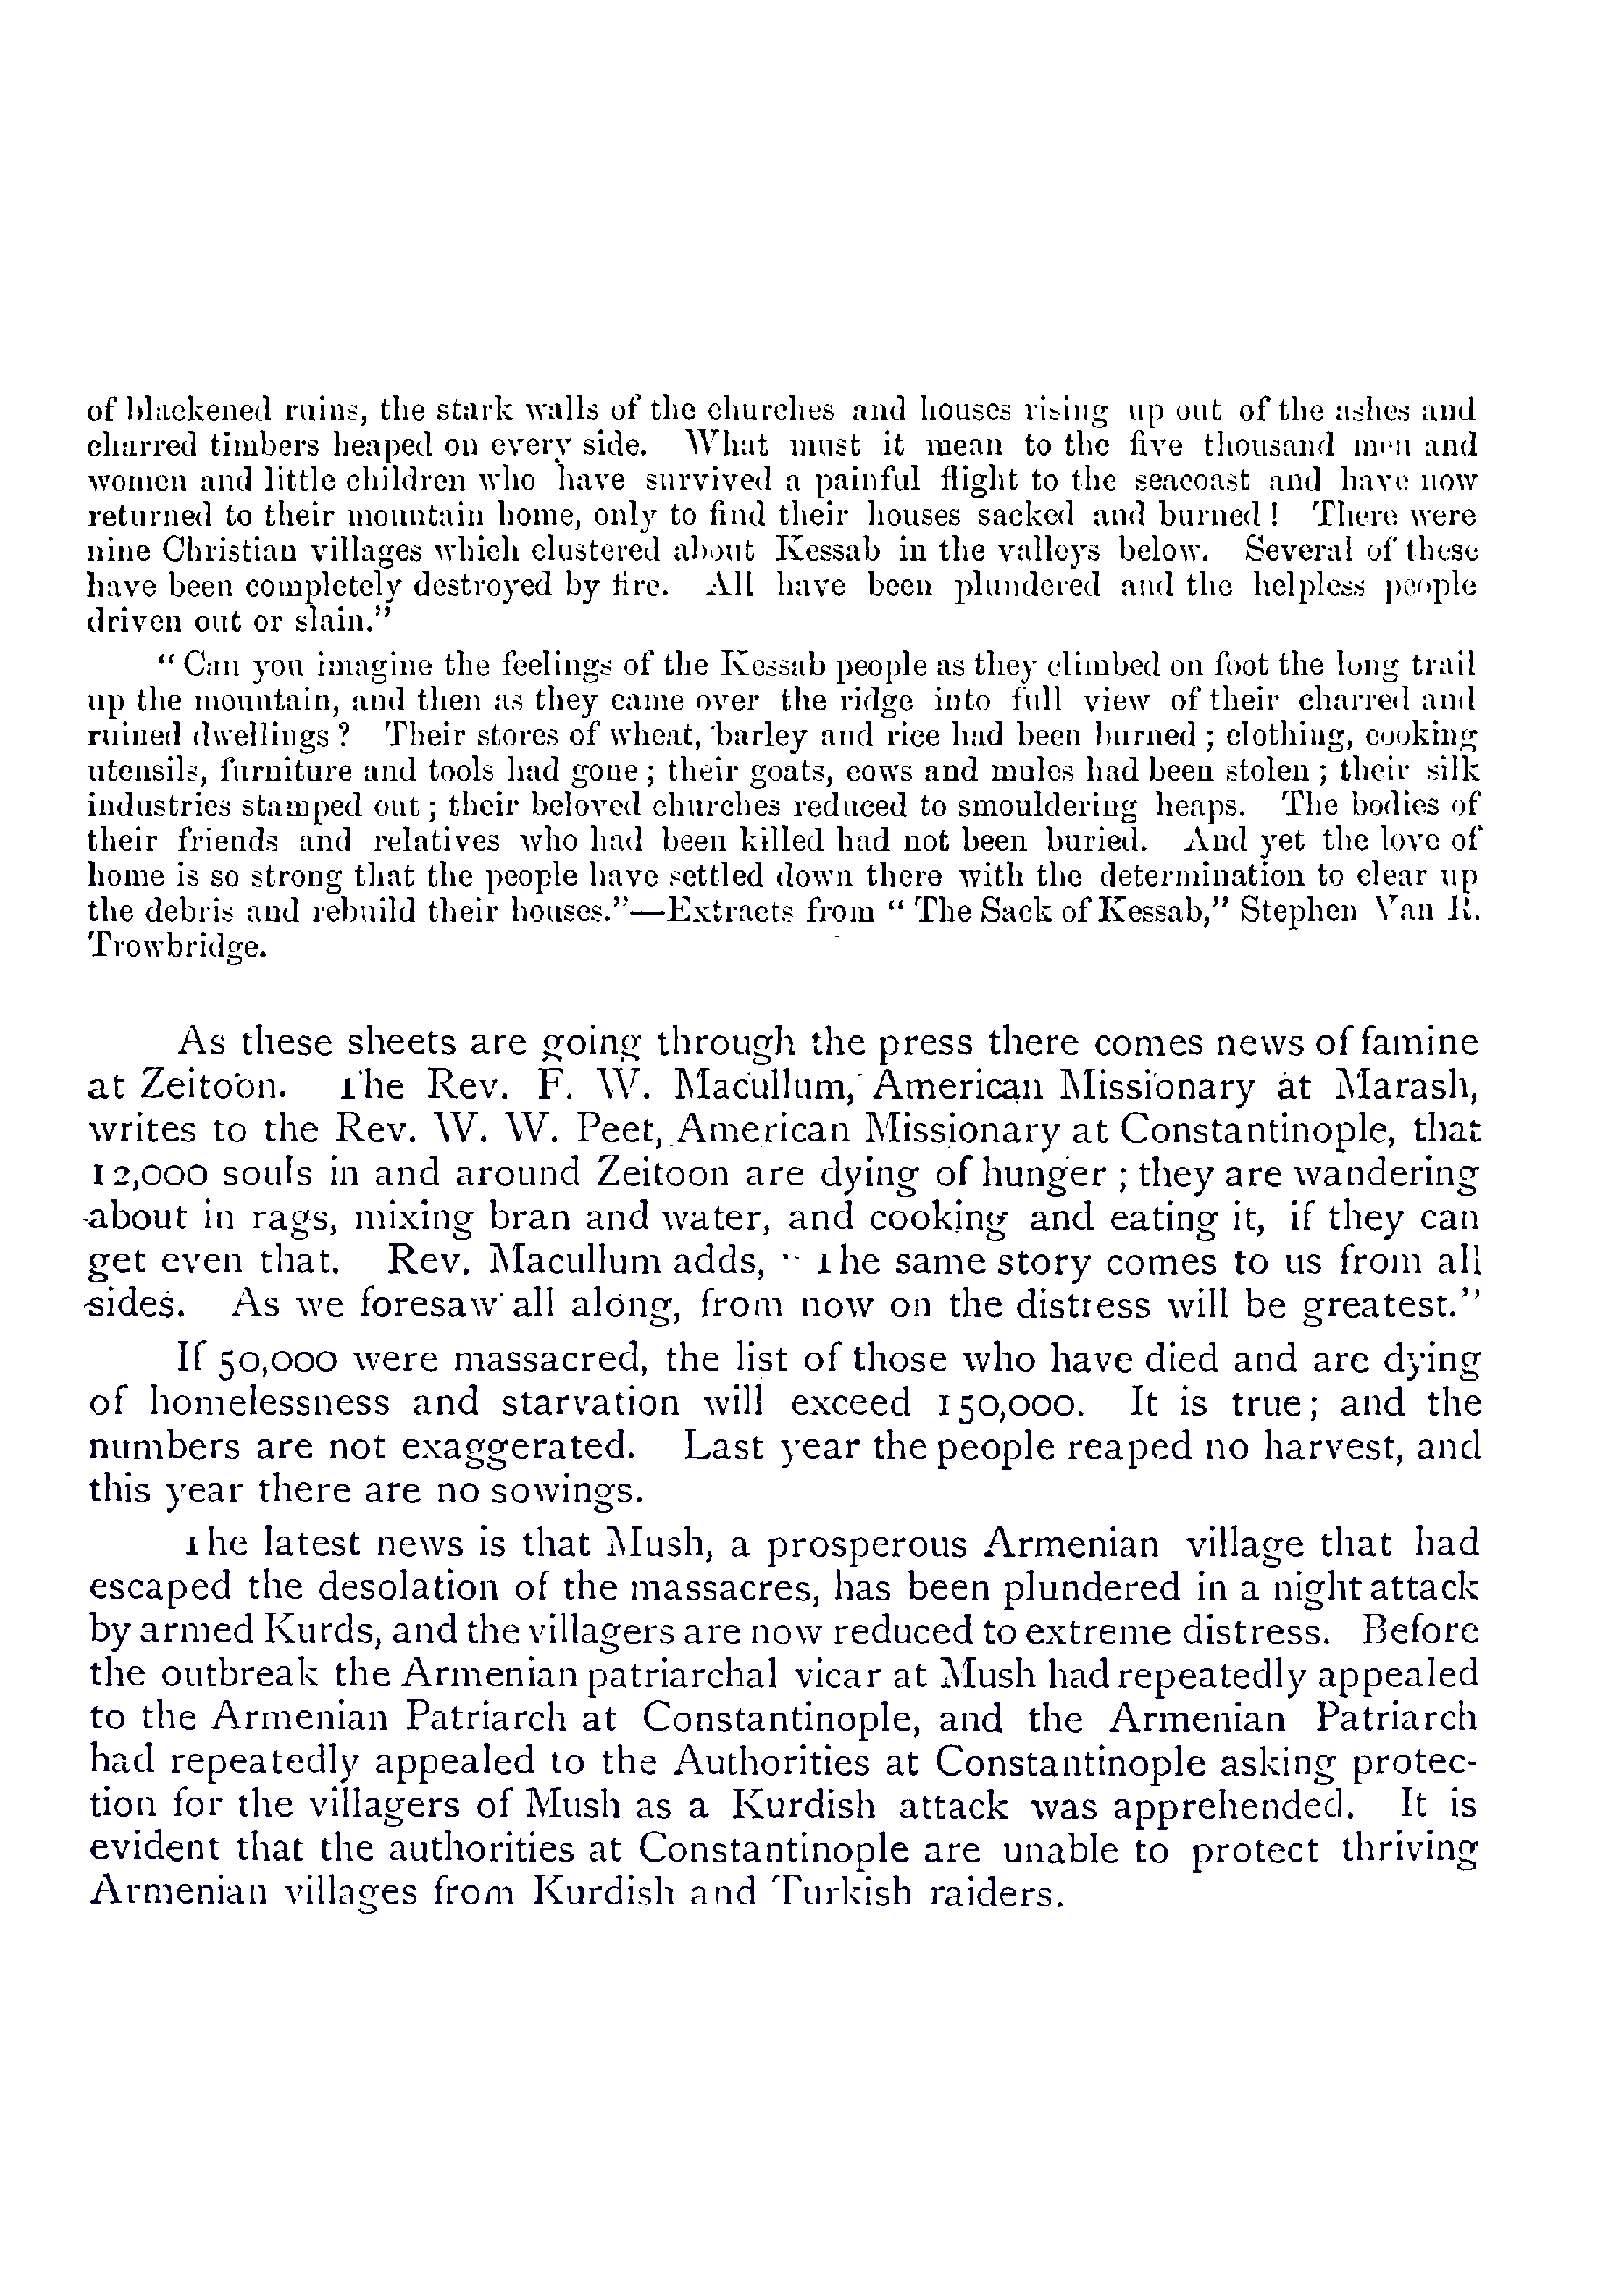 of blackened ruins, the stark walls of the churches and houses rising up out of the ashes and
charred timbers heaped on every side. What must it mean to the five thousand men and
women and little children who have survived a painful flight to the seacoast and have now
returned to their mountain home, only to find their houses sacked and burned! There were
nine Christian villages which clustered about Kessab in the valleys below. Several of these
have been completely destroyed by fire. All have been plundered and the helpless people
driven out or slain.”
“ Can you imagine the feelings of the Kessab people as they climbed on foot the long trail
up the mountain, and then as they came over the ridge into full view of their charred and
ruined dwellings ? Their stores of wheat, barley and rice had been burned ; clothing, cooking
utensils, furniture and tools had gone ; their goats, cows and mules had been stolen ; their silk
industries stamped out ; their beloved churches reduced to smouldering heaps. The bodies of
their friends and relatives who had been killed had not been buried. And yet the love of
home is so strong that the people have settled down there with the determination to clear up
the debris and rebuild their houses.”—Extracts from “ The Sack of Kessab,” Stephen Van R.
Trowbridge.
As these sheets are going through the press there comes news of famine
at Zeitoon. The Rev. F. W. Macullum, American Missionary at Marash,
writes to the Rev. W. W. Peet, American Missionary at Constantinople, that
12,000 souls in and around Zeitoon are dying of hunger ; they are wandering
about in rags, mixing bran and water, and cooking and eating it, if they can
get even that. Rev. Macullum adds, “ The same story comes to us from all
sides. As we foresaw all along, from now on the distress will be greatest.”
If 50,000 were massacred, the list of those who have died and are dying
of homelessness and starvation will exceed 150,000. It is true; and the
numbers are not exaggerated. Last year the people reaped no harvest, and
this year there are no sowings.
The latest news is that Mush, a prosperous Armenian village that had
escaped the desolation of the massacres, has been plundered in a night attack
by armed Kurds, and the villagers are now reduced to extreme distress. Before
the outbreak the Armenian patriarchal vicar at Mush had repeatedly appealed
to the Armenian Patriarch at Constantinople, and the Armenian Patriarch
had repeatedly appealed to the Authorities at Constantinople asking protec-
tion for the villagers of Mush as a Kurdish attack was apprehended. It is
evident that the authorities at Constantinople are unable to protect thriving
Armenian villages from Kurdish and Turkish raiders.